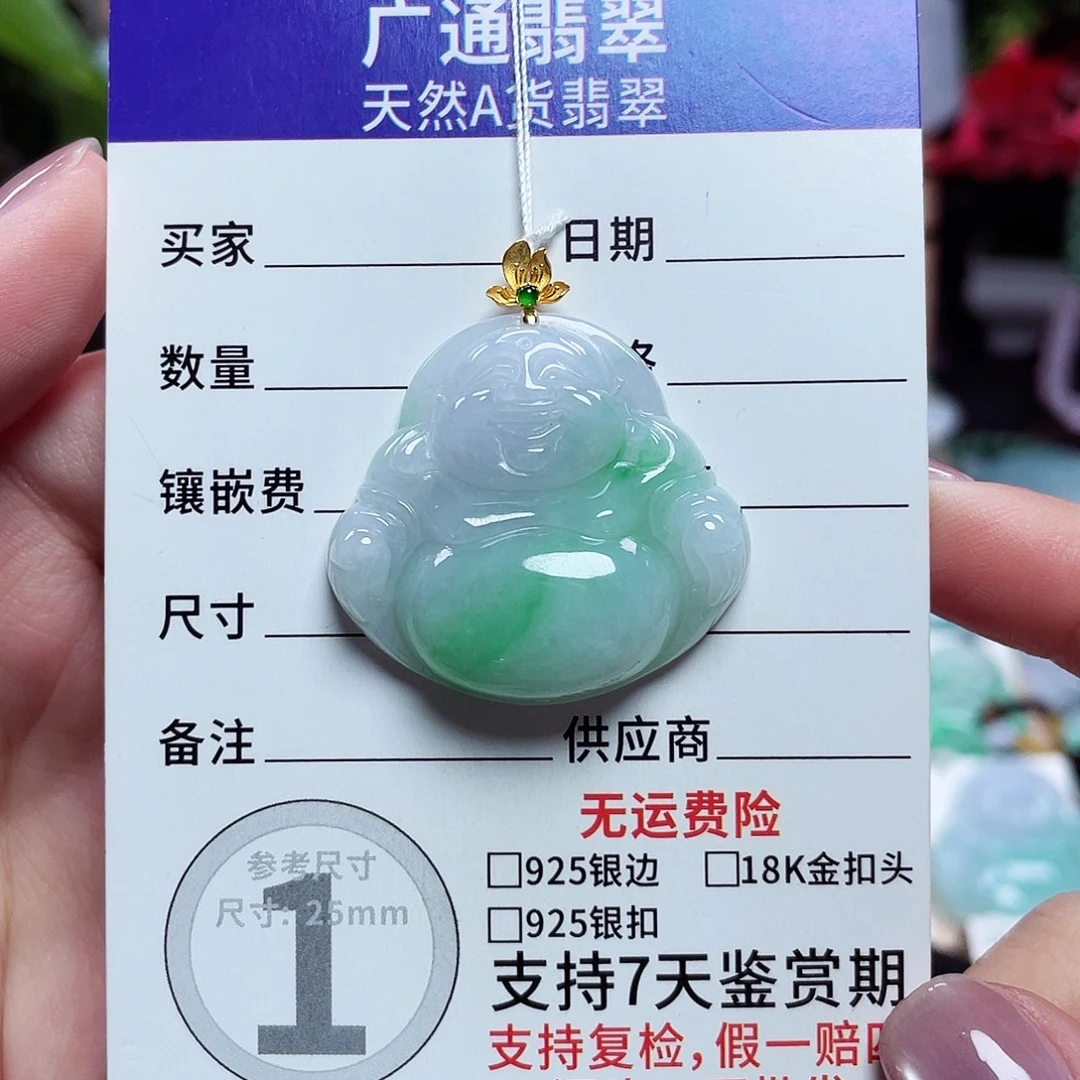 广通翡翠
天然A货翡翠
买家 日期
数量
镶嵌费
尺寸
备注 供应商
无运费险
参考尺寸
□925银边 □18K金扣头
尺寸: 25mm
1
□925银扣
支持7天鉴赏期
支持复检,假一赔